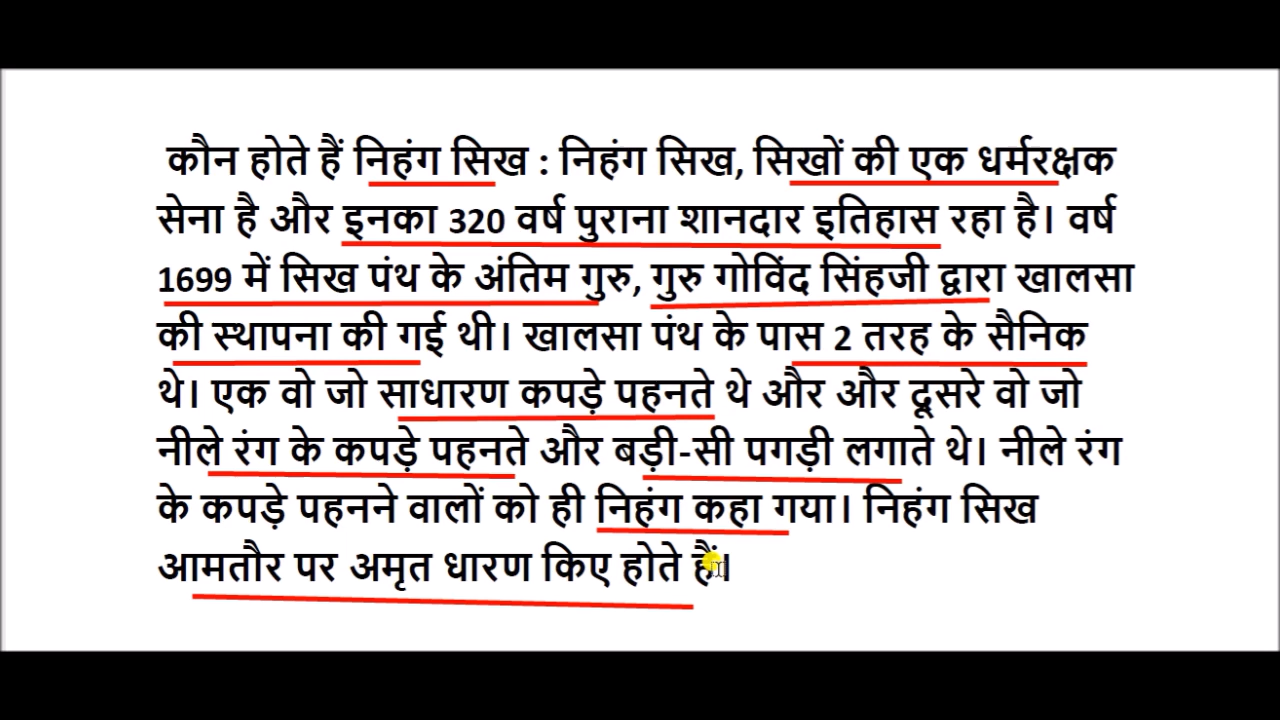 कौन होते हैं निहंग सिख : निहंग सिख, सिखों की एक धर्मरक्षक
सेना है और इनका 320 वर्ष पुराना शानदार इतिहास रहा है। वर्ष
1699 में सिख पंथ के अंतिम गुरु, गुरु गोविंद सिंहजी द्वारा खालसा
की स्थापना की गई थी। खालसा पंथ के पास 2 तरह के सैनिक
थे। एक वो जो साधारण कपड़े पहनते थे और और दूसरे वो जो
नीले रंग के कपड़े पहनते और बड़ी-सी पगड़ी लगाते थे। नीले रंग
के कपड़े पहनने वालों को ही निहंग कहा गया। निहंग सिख
आमतौर पर अमृत धारण किए होते हैं।